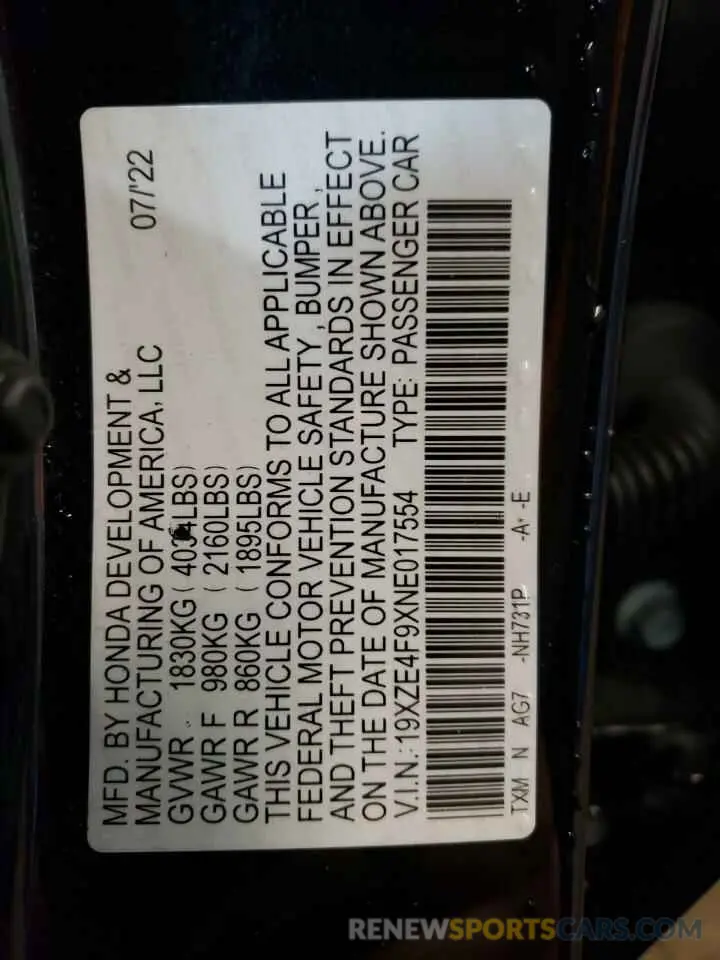 MFD. BY HONDA DEVELOPMENT &
MANUFACTURING OF AMERICA, LLC 07/'22
GVWR 1830KG ( 4034LBS)
GAWR F 980KG ( 2160LBS)
GAWR R 860KG ( 1895LBS)
THIS VEHICLE CONFORMS TO ALL APPLICABLE
FEDERAL MOTOR VEHICLE SAFETY , BUMPER ,
AND THEFT PREVENTION STANDARDS IN EFFECT
ON THE DATE OF MANUFACTURE SHOWN ABOVE.
V.I.N.: 19XZE4F9XNE017554 TYPE: PASSENGER CAR
TXM N AG7 -NH731P -A- -E
RENEWSPORTSCARS.COM